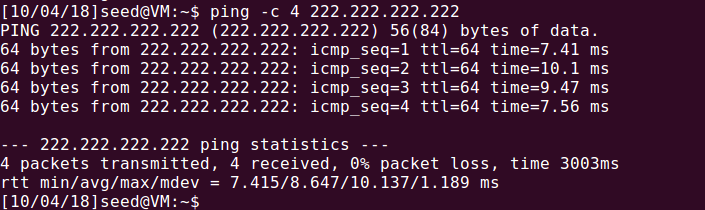 [10/04/18]seed@VM:~$ ping -c 4 222.222.222.222
PING 222.222.222.222 (222.222.222.222) 56(84) bytes of data.
64 bytes from 222.222.222.222: icmp_seq=1 ttl=64 time=7.41 ms
64 bytes from 222.222.222.222: icmp_seq=2 ttl=64 time=10.1 ms
64 bytes from 222.222.222.222: icmp_seq=3 ttl=64 time=9.47 ms
64 bytes from 222.222.222.222: icmp_seq=4 ttl=64 time=7.56 ms
--- 222.222.222.222 ping statistics ---
4 packets transmitted, 4 received, 0% packet loss, time 3003ms
rtt min/avg/max/mdev = 7.415/8.647/10.137/1.189 ms
[10/04/18]seed@VM:~$